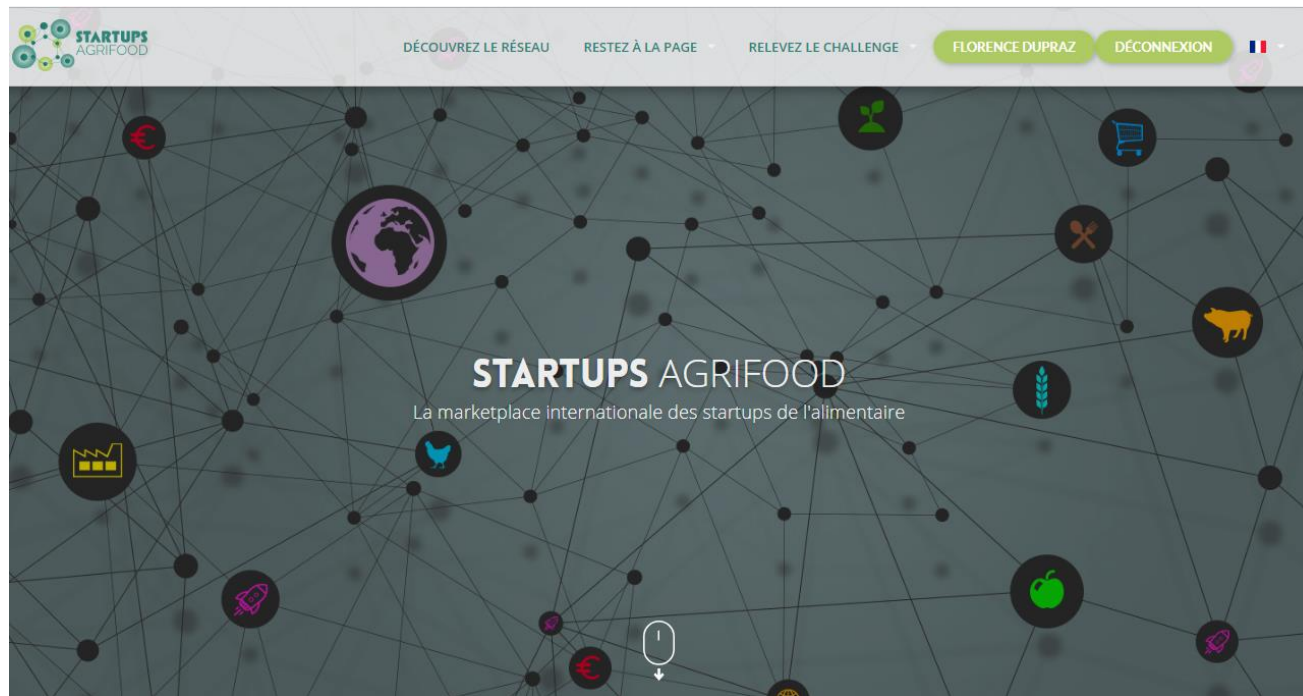 STARTUPS
AGRIFOOD
DÉCOUVREZ LE RÉSEAU RESTEZ À LA PAGE RELEVEZ LE CHALLENGE FLORENCE DUPRAZ DÉCONNEXION
STARTUPS AGRIFOOD
La marketplace internationale des startups de l'alimentaire